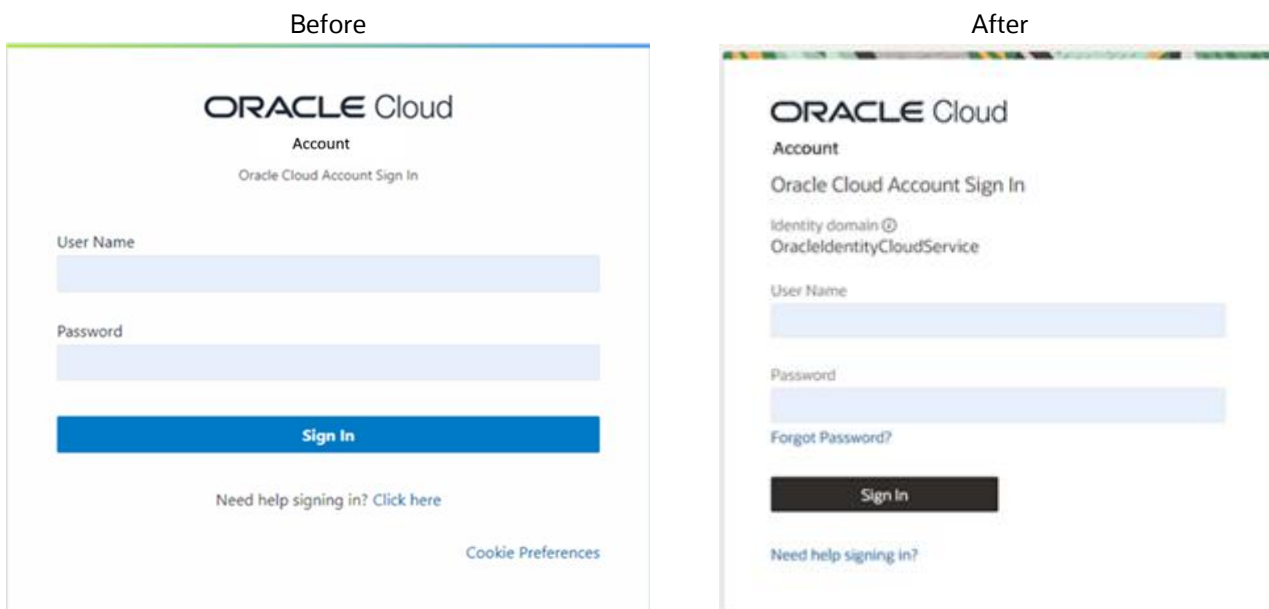 Before
ORACLE Cloud
Account
Oracle Cloud Account Sign In
User Name
Password
Sign In
Need help signing in? Click here
Cookie Preferences
After
ORACLE Cloud
Account
Oracle Cloud Account Sign In
Identity domain
OracleIdentityCloudService
User Name
Password
Forgot Password?
Sign In
Need help signing in?